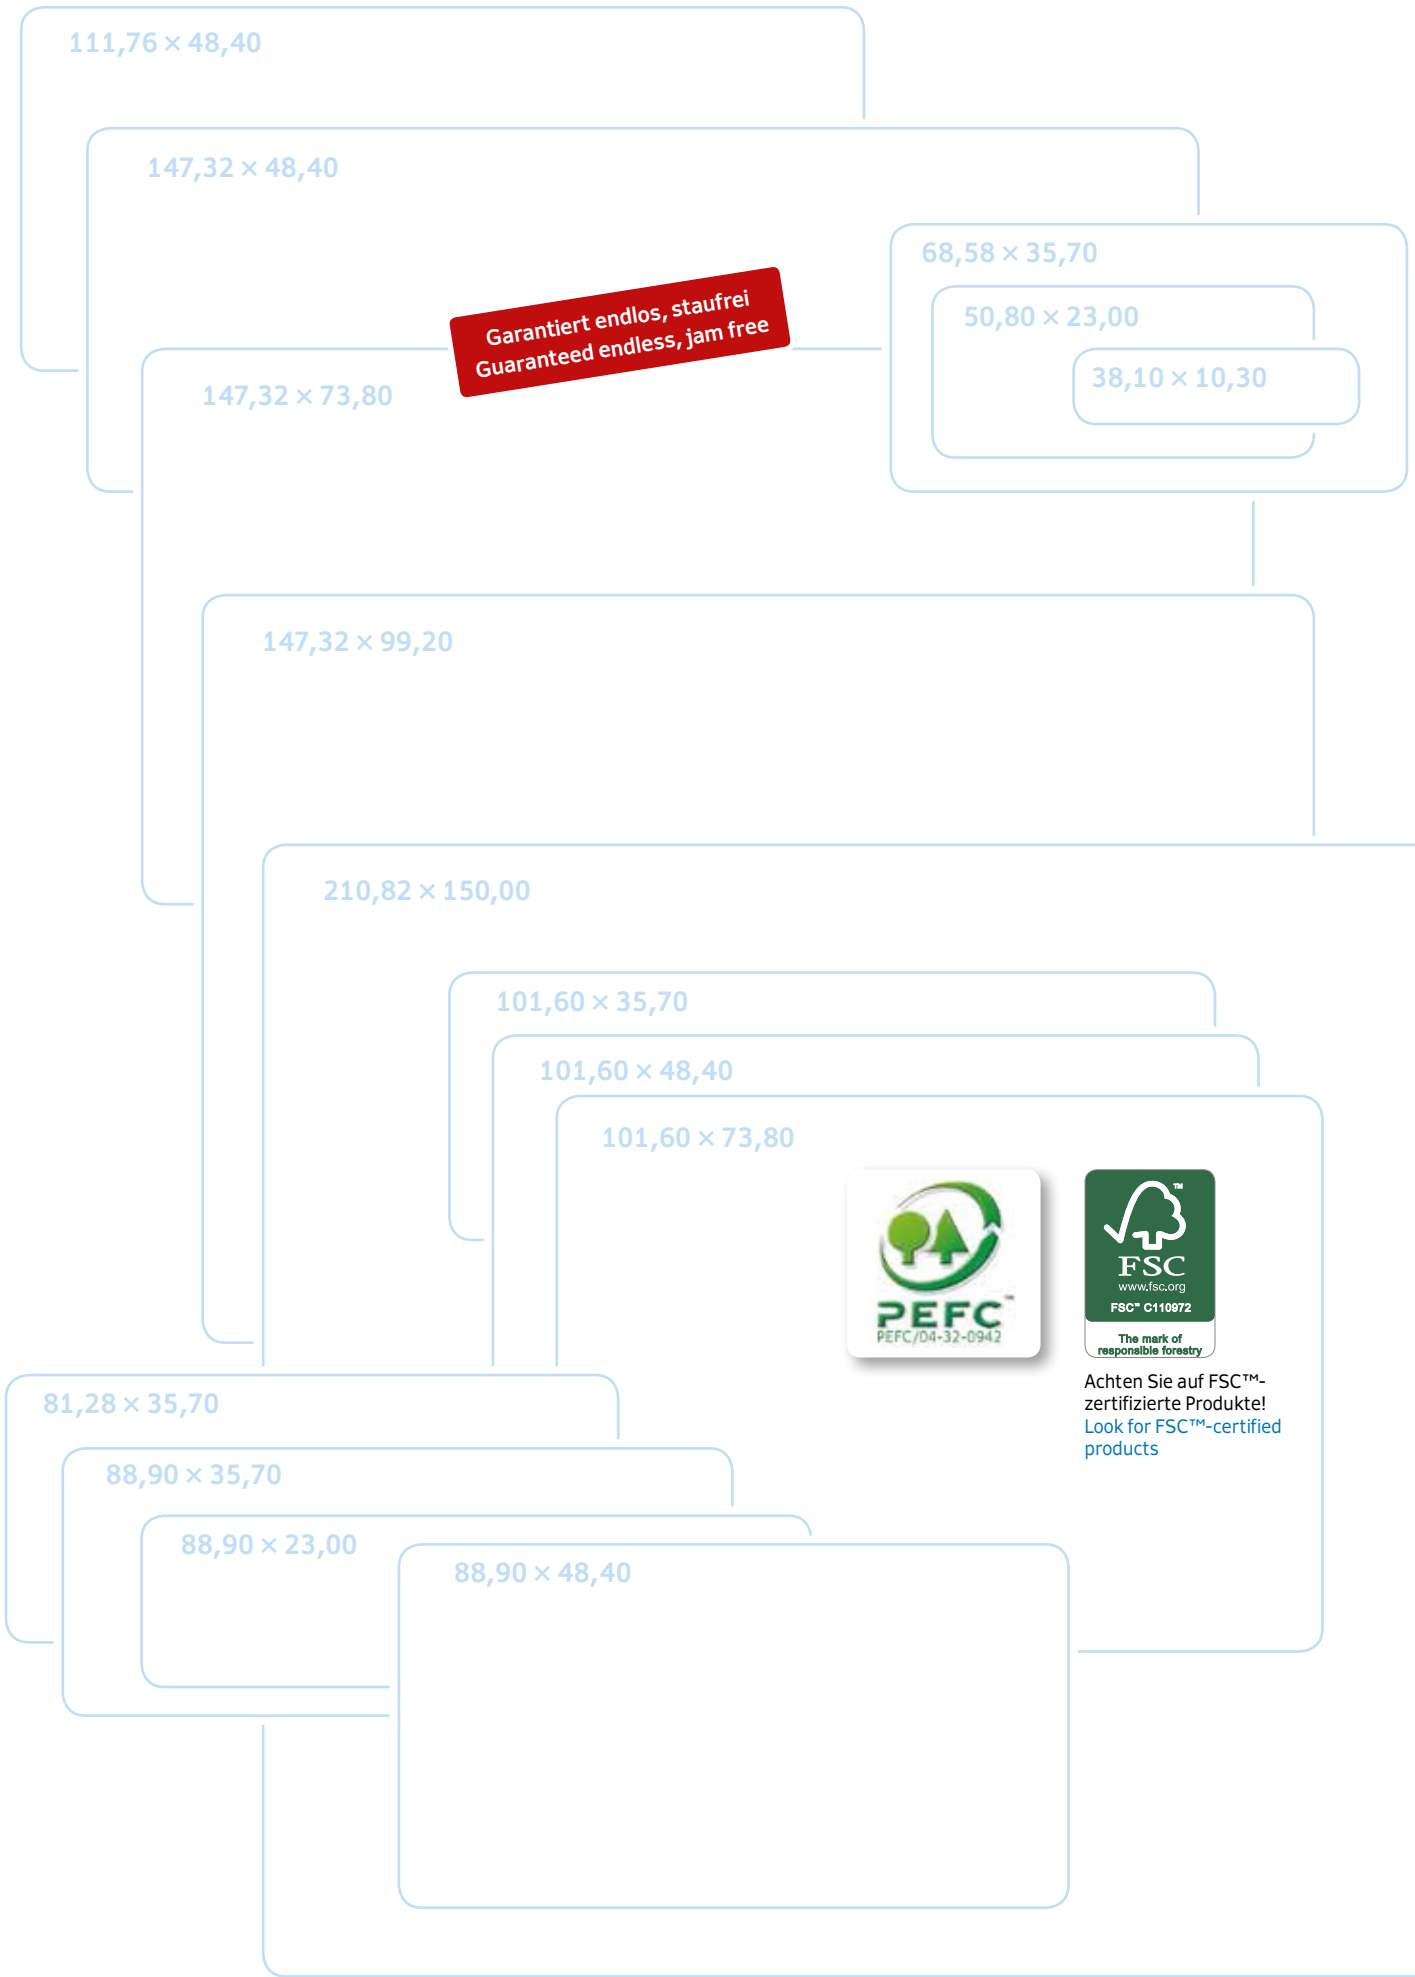 111,76 × 48,40
147,32 × 48,40
68,58 × 35,70
50,80 × 23,00
38,10 × 10,30
Garantiert endlos, staufrei
Guaranteed endless, jam free
147,32 × 73,80
147,32 × 99,20
210,82 × 150,00
101,60 × 35,70
101,60 × 48,40
101,60 × 73,80
PEFC™
PEFC/04-32-0942
™
FSC
www.fsc.org
FSC™ C110972
The mark of
responsible forestry
Achten Sie auf FSC™-
zertifizierte Produkte!
Look for FSC™-certified
products
81,28 × 35,70
88,90 × 35,70
88,90 × 23,00
88,90 × 48,40